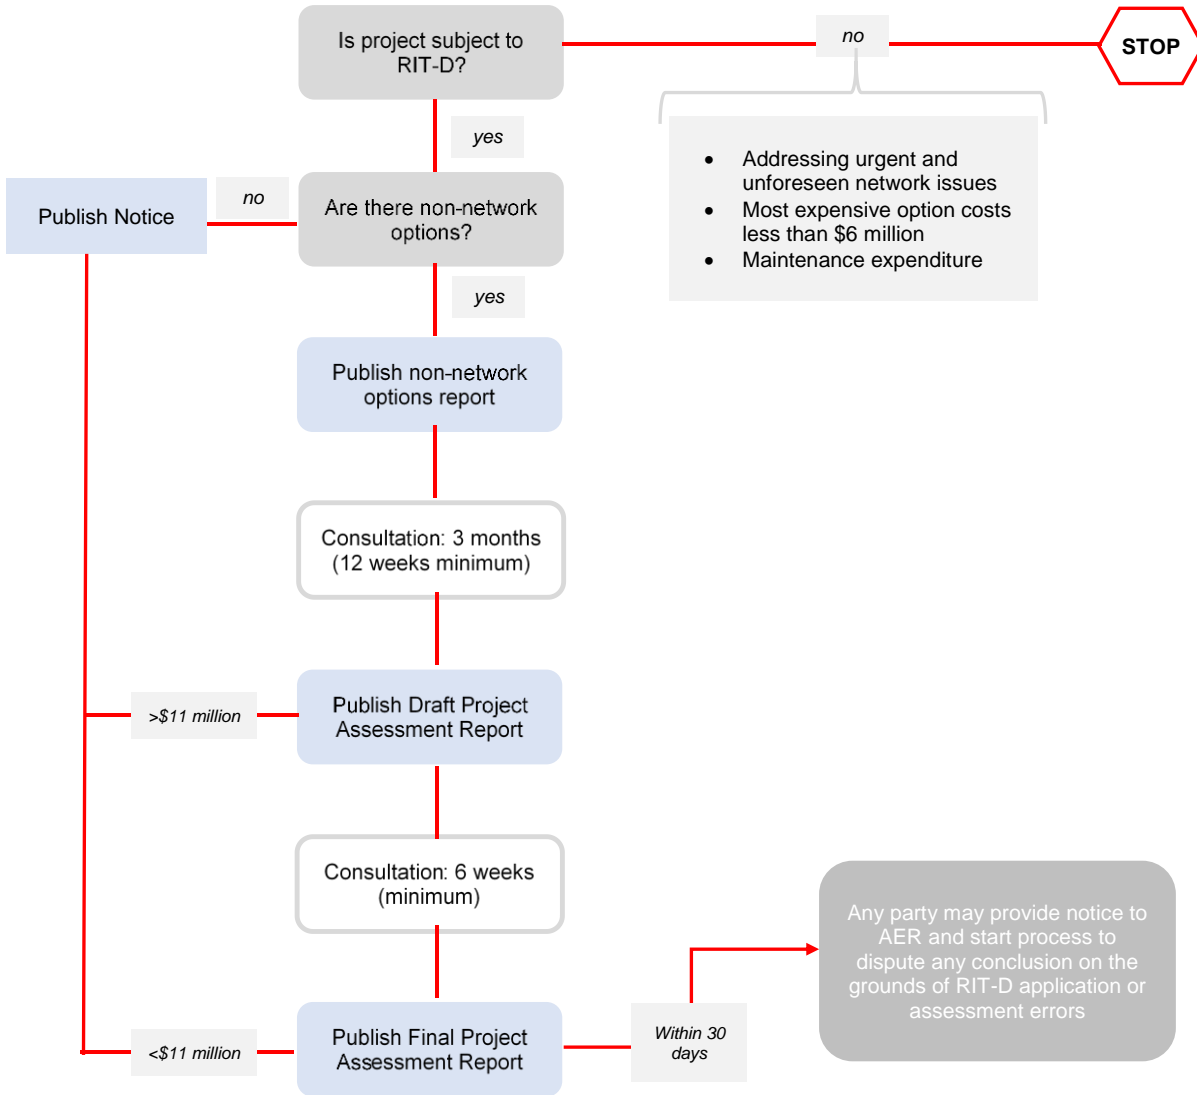 Is project subject to
RIT-D?
no
STOP
yes
• Addressing urgent and
unforeseen network issues
• Most expensive option costs
less than $6 million
• Maintenance expenditure
Publish Notice
no
Are there non-network
options?
yes
Publish non-network
options report
Consultation: 3 months
(12 weeks minimum)
>$11 million
Publish Draft Project
Assessment Report
Consultation: 6 weeks
(minimum)
Any party may provide notice to
AER and start process to
dispute any conclusion on the
grounds of RIT-D application or
assessment errors
<$11 million
Publish Final Project
Assessment Report
Within 30
days